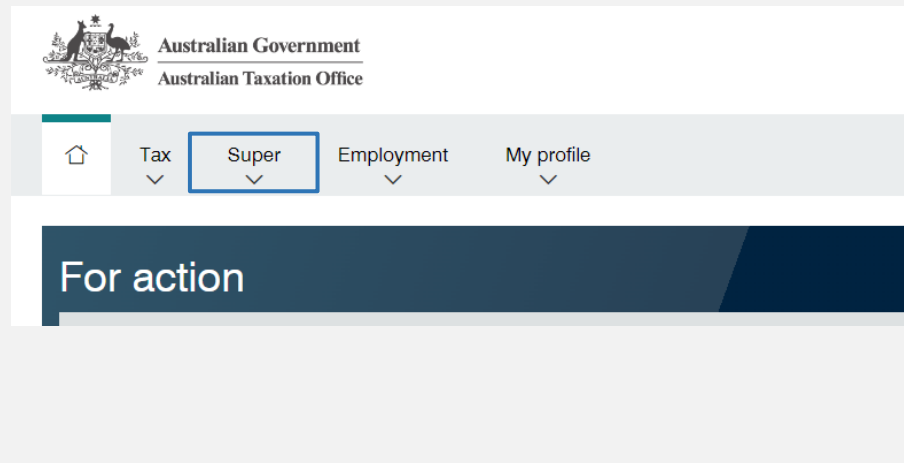 Australian Government
Australian Taxation Office
Tax Super Employment My profile
For action